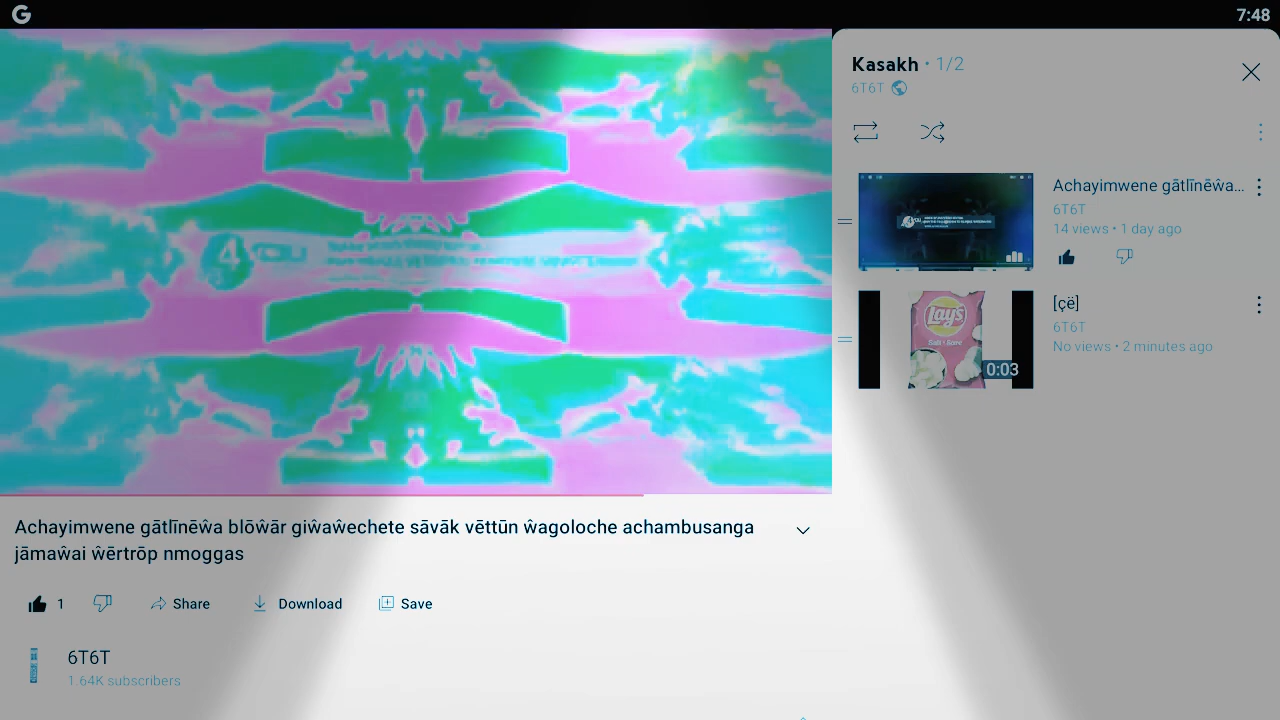 G
7:48
4
YOU
Kasakh • 1/2
6T6T
Achayimwene gātlīnēŵa...
6T6T
14 views • 1 day ago
Lay's
0:03
[çë]
6T6T
No views • 2 minutes ago
Achayimwene gātlīnēŵa blōŵār giŵaŵechete sāvāk vēttūn ŵagoloche achambusanga
jāmaŵai ŵērtrōp nmoggas
1
Share
Download
Save
6T6T
1.64K subscribers